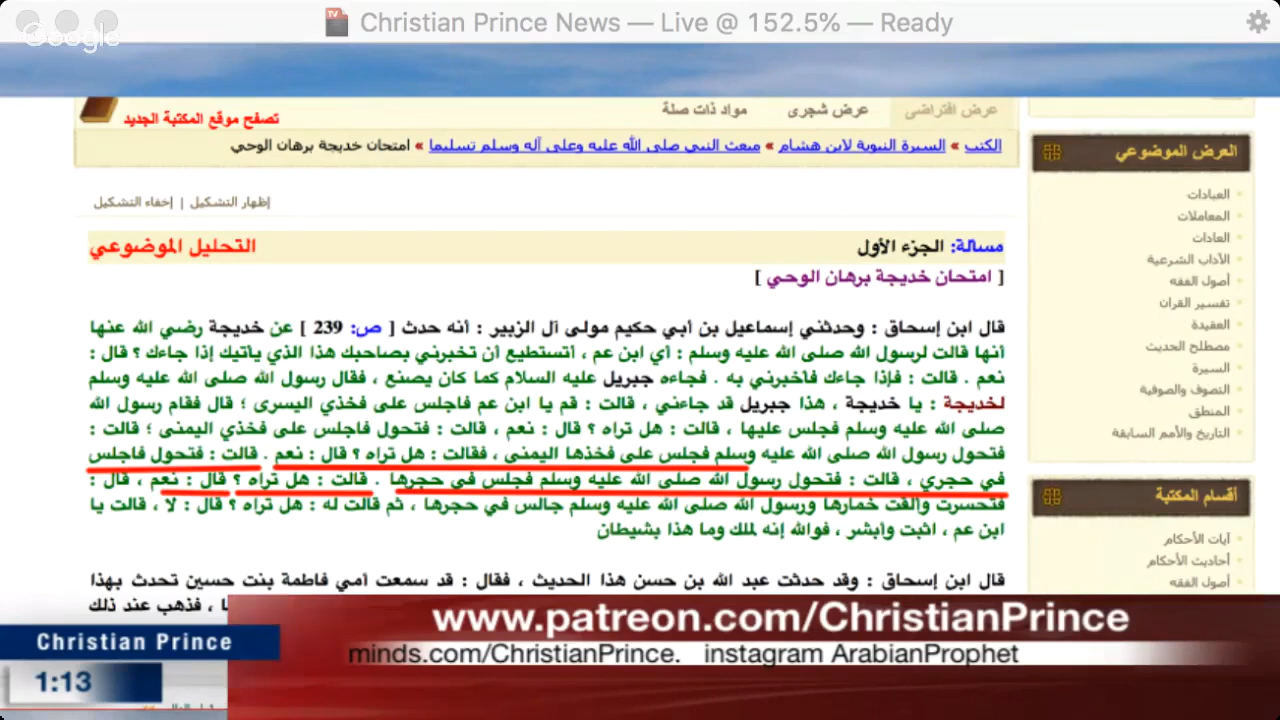 Christian Prince News — Live @ 152.5% — Ready
Google
عرض افتراضي عرض شجري مواد ذات صلة
تصفح موقع المكتبة الجديد
الكتب » السيرة النبوية لابن هشام » مبعث النبي صلى الله عليه وعلى آله وسلم تسليما » امتحان خديجة برهان الوحي
إظهار التشكيل | إخفاء التشكيل
مسألة: الجزء الأول
التحليل الموضوعي
[ امتحان خديجة برهان الوحي ]
قال ابن إسحاق : وحدثني إسماعيل بن أبي حكيم مولى آل الزبير : أنه حدث [ ص: 239 ] عن خديجة رضي الله عنها
أنها قالت لرسول الله صلى الله عليه وسلم : أي ابن عم ، أتستطيع أن تخبرني بصاحبك هذا الذي يأتيك إذا جاءك ؟ قال :
نعم . قالت : فإذا جاءك فأخبرني به . فجاءه جبريل عليه السلام كما كان يصنع ، فقال رسول الله صلى الله عليه وسلم
لخديجة : يا خديجة ، هذا جبريل قد جاءني ، قالت : قم يا ابن عم فاجلس على فخذي اليسرى ؛ قال فقام رسول الله
صلى الله عليه وسلم فجلس عليها ، قالت : هل تراه ؟ قال : نعم ، قالت : فتحول فاجلس على فخذي اليمنى ؛ قالت :
فتحول رسول الله صلى الله عليه وسلم فجلس على فخذها اليمنى ، فقالت : هل تراه ؟ قال : نعم . قالت : فتحول فاجلس
في حجري ، قالت : فتحول رسول الله صلى الله عليه وسلم فجلس في حجرها . قالت : هل تراه ؟ قال : نعم ، قال :
فتحسرت وألقت خمارها ورسول الله صلى الله عليه وسلم جالس في حجرها ، ثم قالت له : هل تراه ؟ قال : لا ، قالت يا
ابن عم ، اثبت وأبشر ، فوالله إنه لملك وما هذا بشيطان
قال ابن إسحاق : وقد حدثت عبد الله بن حسن هذا الحديث ، فقال : قد سمعت أمي فاطمة بنت حسين تحدث بهذا
، فذهب عند ذلك
العرض الموضوعي
العبادات
المعاملات
العادات
الآداب الشرعية
أصول الفقه
تفسير القران
العقيدة
مصطلح الحديث
السيرة
التصوف والصوفية
المنطق
التاريخ والأمم السابقة
أقسام المكتبة
آيات الأحكام
أحاديث الأحكام
أصول الفقه
www.patreon.com/ChristianPrince
Christian Prince
minds.com/ChristianPrince. instagram ArabianProphet
1:13